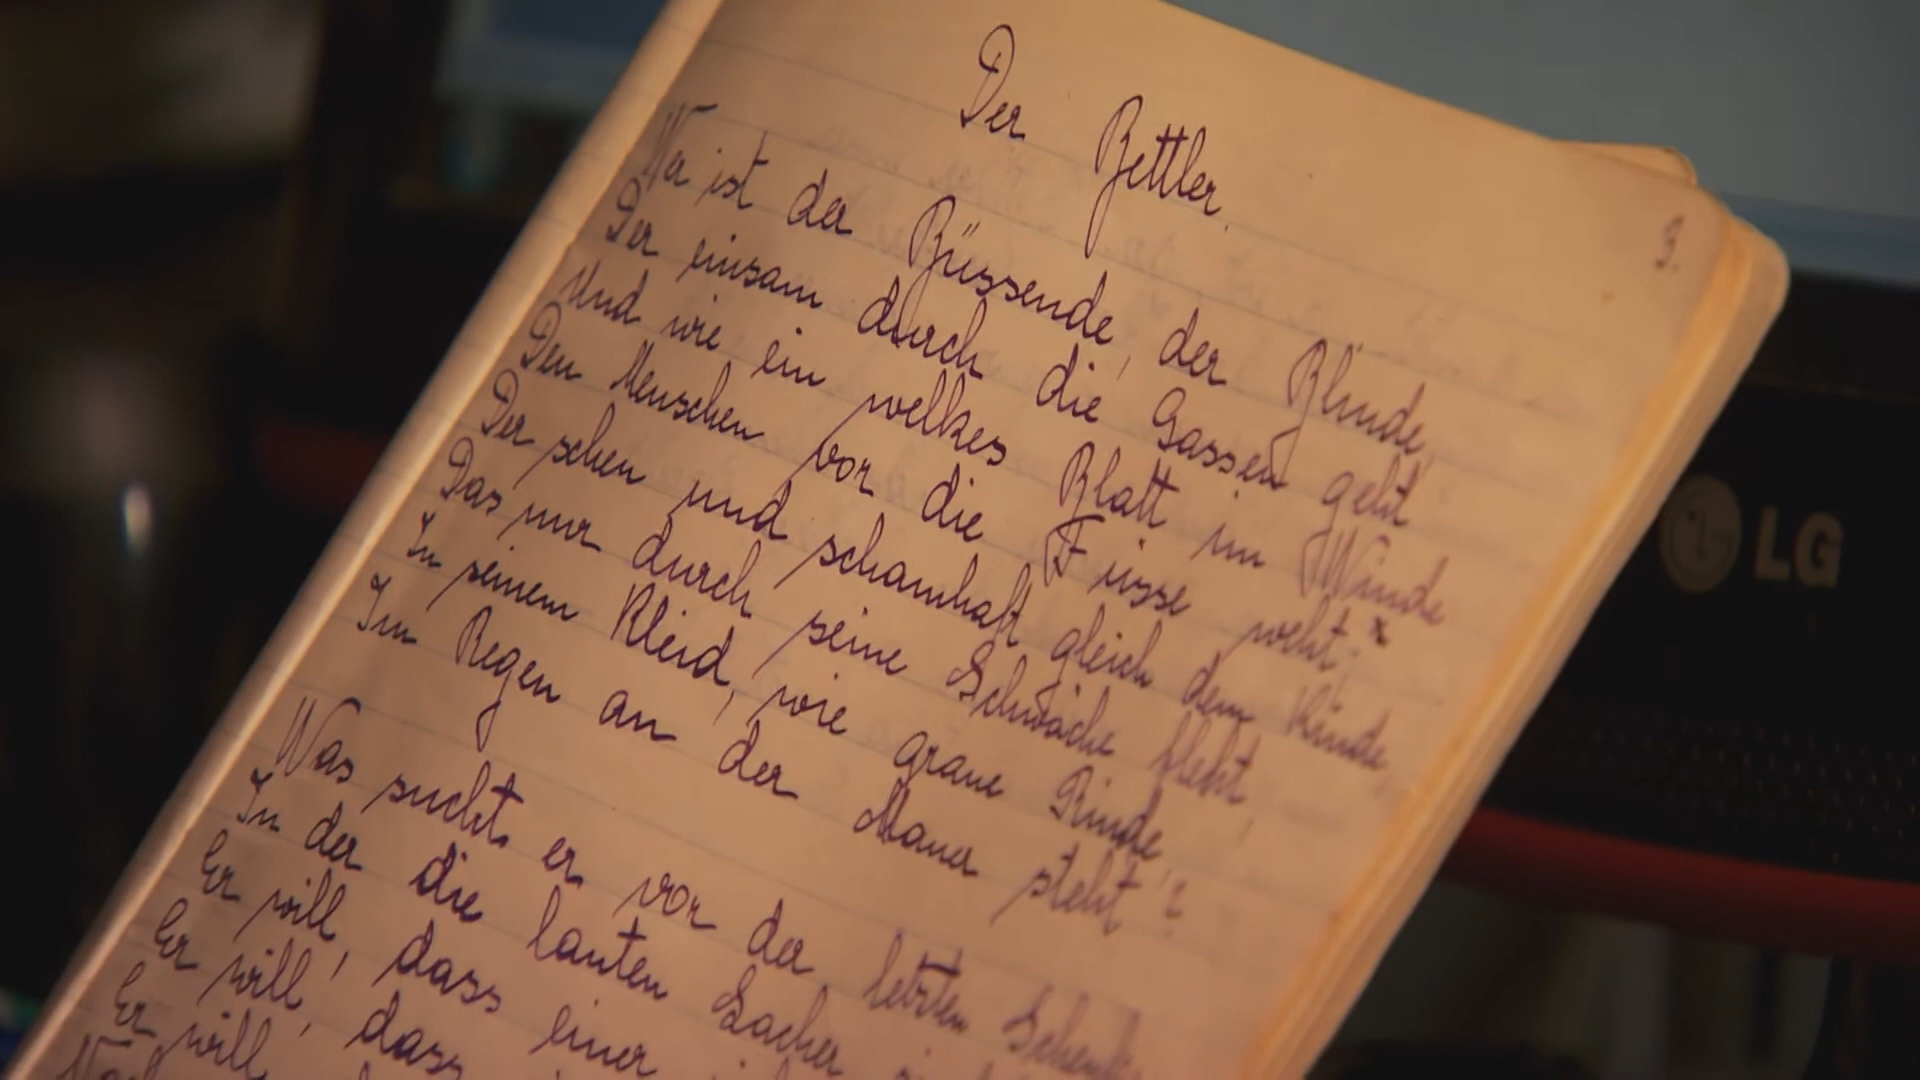 Der Bettler.
3.
Wer ist der Büssende, der Blinde,
Der einsam durch die Gassen geht
Und wie ein welkes Blatt im Winde
Den Menschen vor die Füsse weht?
Der scheu und schamhaft gleich dem Kinde,
Das nur durch seine Schwäche fleht,
In seinem Kleid, wie graue Rinde,
Im Regen an der Mauer steht?
Was sucht er vor der letzten
In der die lauten Lacher
Er will, dass einer
Er will, dass
Er will
LG